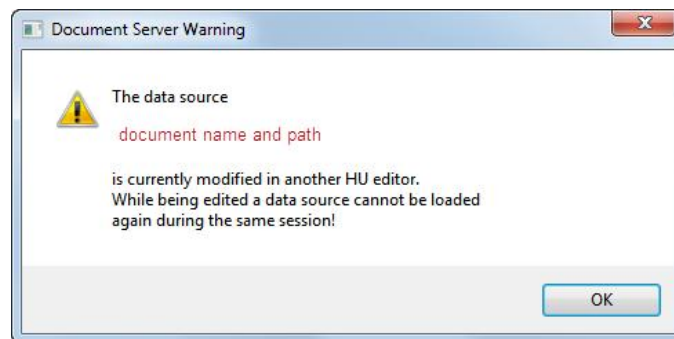 Document Server Warning
The data source
document name and path
is currently modified in another HU editor.
While being edited a data source cannot be loaded
again during the same session!
OK